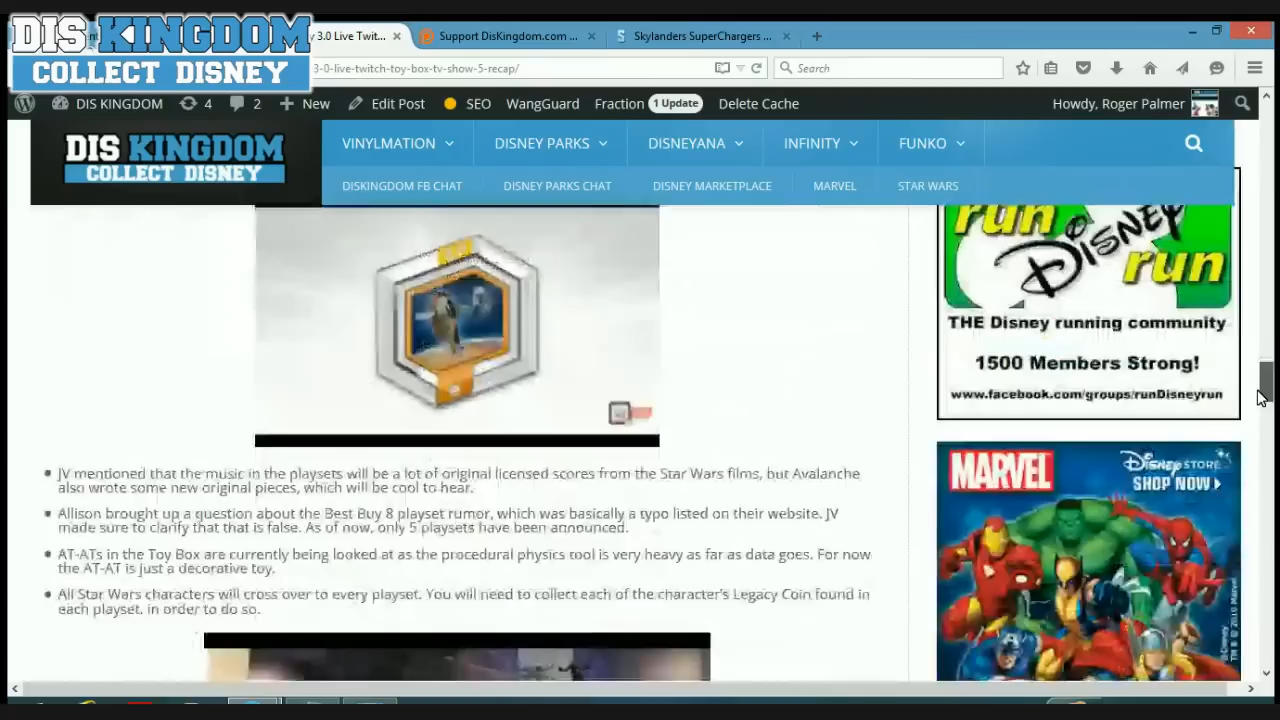 DIS KINGDOM
COLLECT DISNEY
y 3.0 Live Twit...
Support DisKingdom.com ...
Skylanders SuperChargers ...
3-0-live-twitch-toy-box-tv-show-5-recap/
Search
DIS KINGDOM
4
2
New
Edit Post
SEO
WangGuard
Fraction
1 Update
Delete Cache
Howdy, Roger Palmer
DIS KINGDOM
COLLECT DISNEY
VINYLMATION
DISNEY PARKS
DISNEYANA
INFINITY
FUNKO
DISKINGDOM FB CHAT
DISNEY PARKS CHAT
DISNEY MARKETPLACE
MARVEL
STAR WARS
run
Disney
run
THE Disney running community
1500 Members Strong!
www.facebook.com/groups/runDisneyrun
JV mentioned that the music in the playsets will be a lot of original licensed scores from the Star Wars films, but Avalanche
also wrote some new original pieces, which will be cool to hear.
Allison brought up a question about the Best Buy 8 playset rumor, which was basically a typo listed on their website. JV
made sure to clarify that that is false. As of now, only 5 playsets have been announced.
AT-ATs in the Toy Box are currently being looked at as the procedural physics tool is very heavy as far as data goes. For now
the AT-AT is just a decorative toy.
All Star Wars characters will cross over to every playset. You will need to collect each of the character's Legacy Coin found in
each playset, in order to do so.
MARVEL
Disney STORE
SHOP NOW